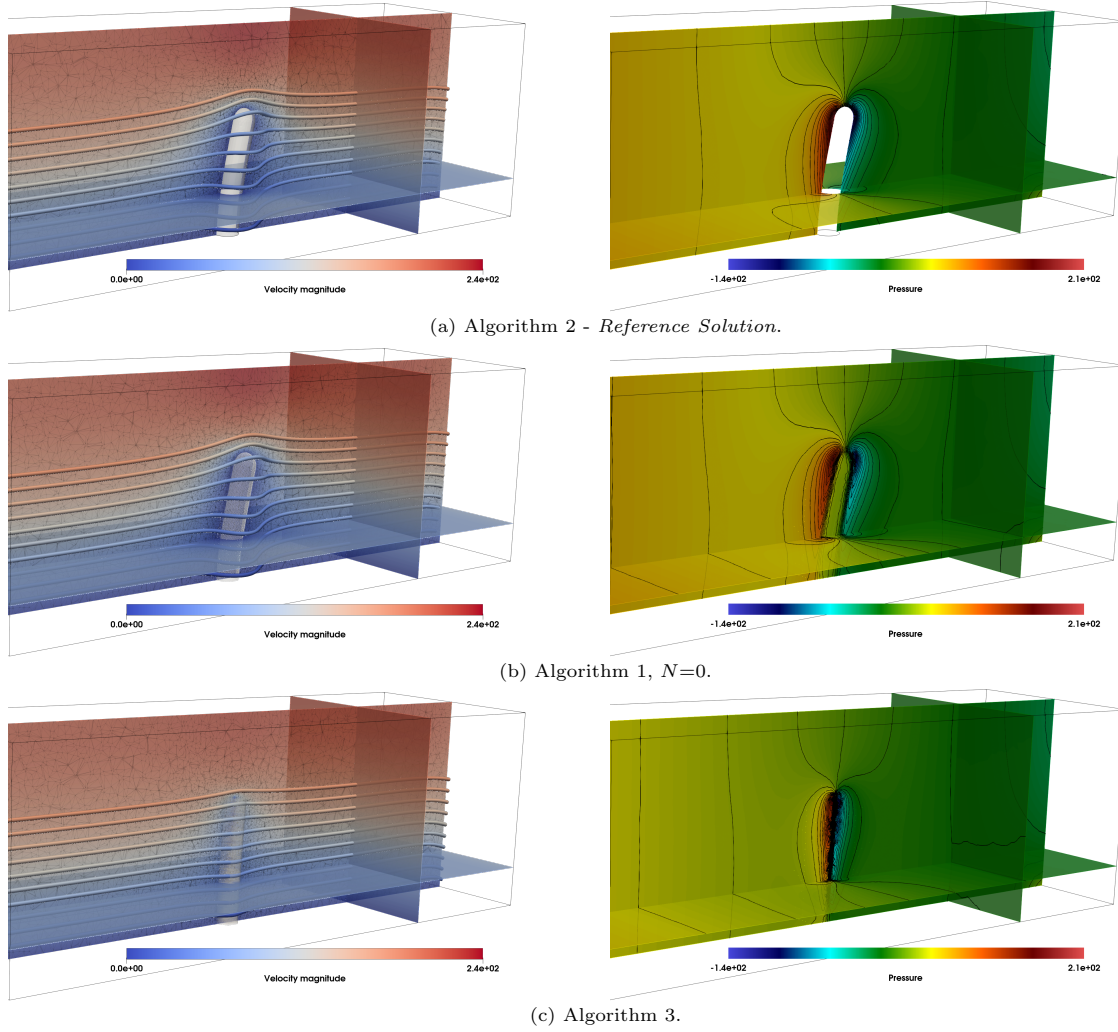 0.0e+00 2.4e+02
Velocity magnitude
-1.4e+02 2.1e+02
Pressure
(a) Algorithm 2 - Reference Solution.
0.0e+00 2.4e+02
Velocity magnitude
-1.4e+02 2.1e+02
Pressure
(b) Algorithm 1, N=0.
0.0e+00 2.4e+02
Velocity magnitude
-1.4e+02 2.1e+02
Pressure
(c) Algorithm 3.